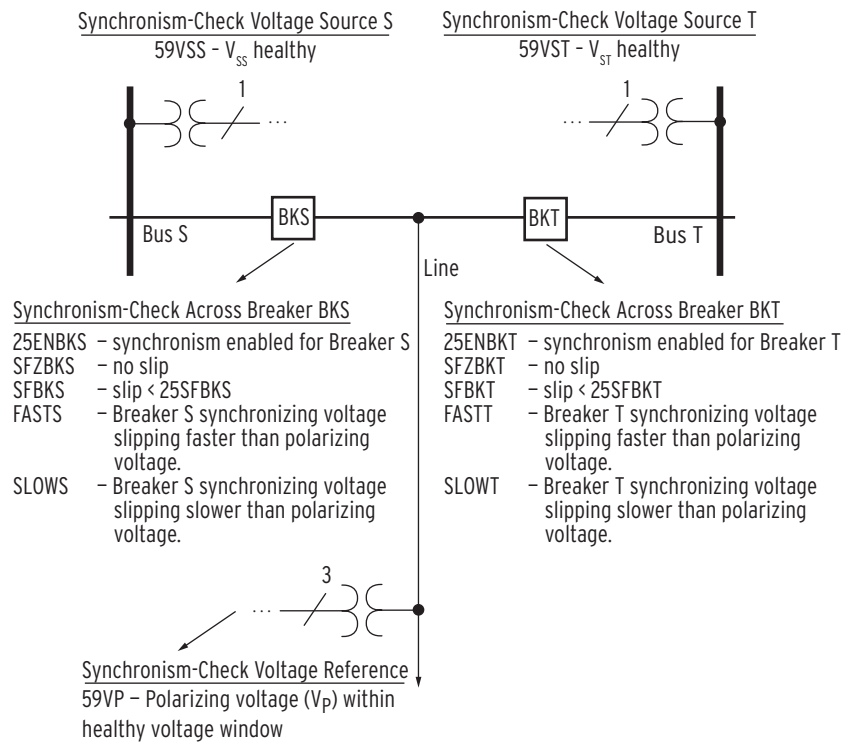 Synchronism-Check Voltage Source S
59VSS – VSS healthy
Synchronism-Check Voltage Source T
59VST – VST healthy
1
...
1
...
BKS
BKT
Bus S
Bus T
Line
Synchronism-Check Across Breaker BKS
25ENBKS – synchronism enabled for Breaker S
SFZBKS – no slip
SFBKS – slip < 25SFBKS
FASTS – Breaker S synchronizing voltage
slipping faster than polarizing
voltage.
SLOWS – Breaker S synchronizing voltage
slipping slower than polarizing
voltage.
Synchronism-Check Across Breaker BKT
25ENBKT – synchronism enabled for Breaker T
SFZBKT – no slip
SFBKT – slip < 25SFBKT
FASTT – Breaker T synchronizing voltage
slipping faster than polarizing
voltage.
SLOWT – Breaker T synchronizing voltage
slipping slower than polarizing
voltage.
3
...
Synchronism-Check Voltage Reference
59VP – Polarizing voltage (VP) within
healthy voltage window